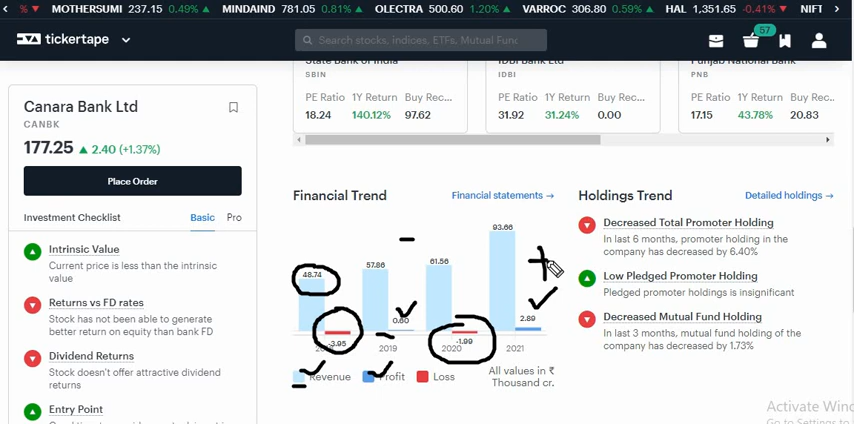 % MOTHERSUMI 237.15 0.49% MINDAIND 781.05 0.81% OLECTRA 500.60 1.20% VARROC 306.80 0.59% HAL 1,351.65 -0.41% NIFT
tickertape
Search stocks, indices, ETFs, Mutual Func
57
State Bank of India
SBIN
PE Ratio 1Y Return Buy Rec...
18.24 140.12% 97.62
IDBI Bank Ltd
IDBI
PE Ratio 1Y Return Buy Rec...
31.92 31.24% 0.00
Punjab National Bank
PNB
PE Ratio 1Y Return Buy Rec...
17.15 43.78% 20.83
Canara Bank Ltd
CANBK
177.25 2.40 (+1.37%)
Place Order
Investment Checklist Basic Pro
Intrinsic Value
Current price is less than the intrinsic
value
Returns vs FD rates
Stock has not been able to generate
better return on equity than bank FD
Dividend Returns
Stock doesn't offer attractive dividend
returns
Entry Point
Financial Trend Financial statements →
48.74
57.86
61.56
93.66
-3.95
0.60
-1.99
2.89
2019 2020 2021
Revenue Profit Loss
All values in ₹
Thousand cr.
Holdings Trend Detailed holdings →
Decreased Total Promoter Holding
In last 6 months, promoter holding in the
company has decreased by 6.40%
Low Pledged Promoter Holding
Pledged promoter holdings is insignificant
Decreased Mutual Fund Holding
In last 3 months, mutual fund holding of the
company has decreased by 1.73%
Activate Wind